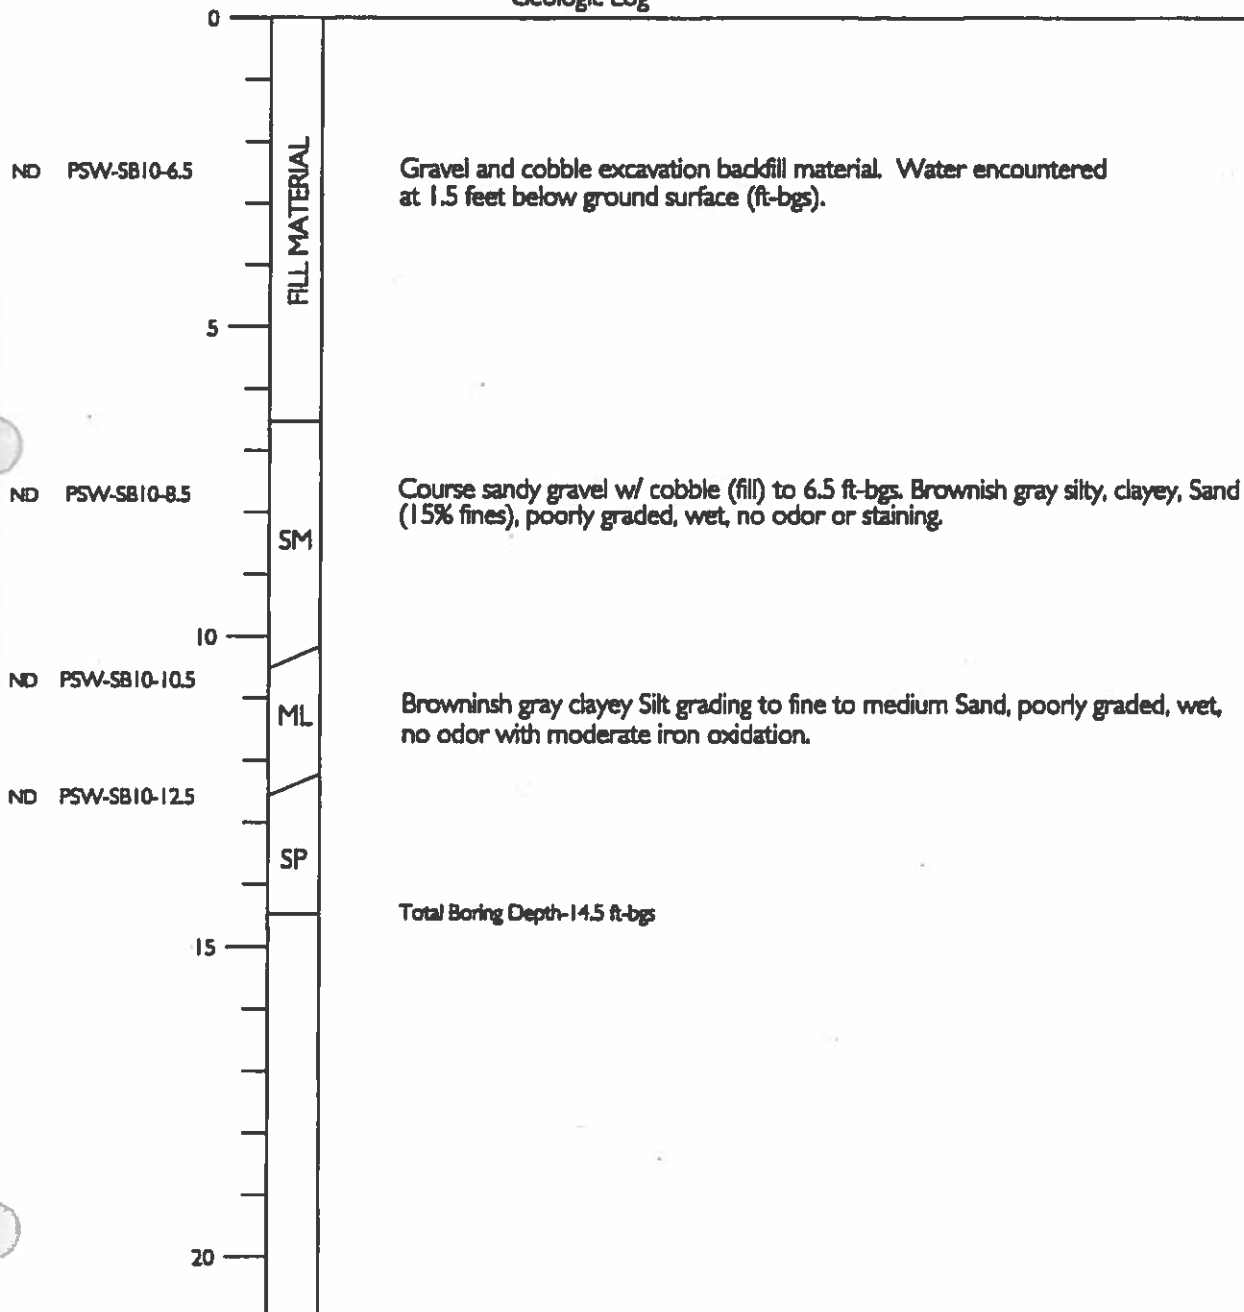 Geologic Log
0
ND PSW-SB10-6.5
FILL MATERIAL
Gravel and cobble excavation backfill material. Water encountered
at 1.5 feet below ground surface (ft-bgs).
5
ND PSW-SB10-8.5
Course sandy gravel w/ cobble (fill) to 6.5 ft-bgs. Brownish gray silty, clayey, Sand
(15% fines), poorly graded, wet, no odor or staining.
SM
10
ND PSW-SB10-10.5
ML
Browninsh gray clayey Silt grading to fine to medium Sand, poorly graded, wet,
no odor with moderate iron oxidation.
ND PSW-SB10-12.5
SP
Total Boring Depth-14.5 ft-bgs
15
20